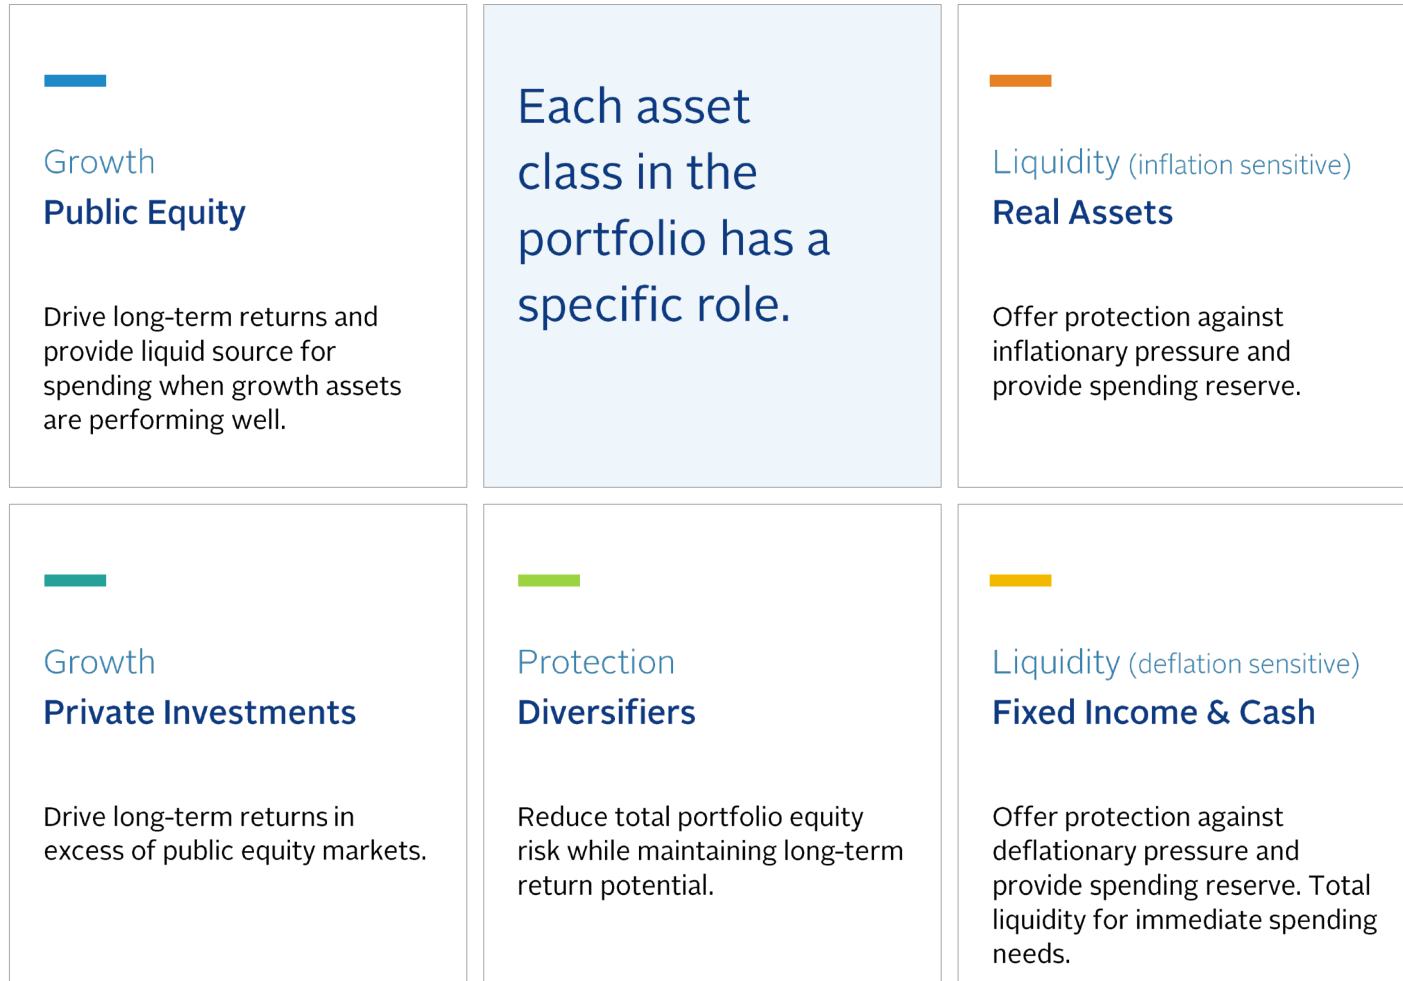 Growth
Public Equity
Drive long-term returns and
provide liquid source for
spending when growth assets
are performing well.
Each asset
class in the
portfolio has a
specific role.
Liquidity (inflation sensitive)
Real Assets
Offer protection against
inflationary pressure and
provide spending reserve.
Growth
Private Investments
Drive long-term returns in
excess of public equity markets.
Protection
Diversifiers
Reduce total portfolio equity
risk while maintaining long-term
return potential.
Liquidity (deflation sensitive)
Fixed Income & Cash
Offer protection against
deflationary pressure and
provide spending reserve. Total
liquidity for immediate spending
needs.